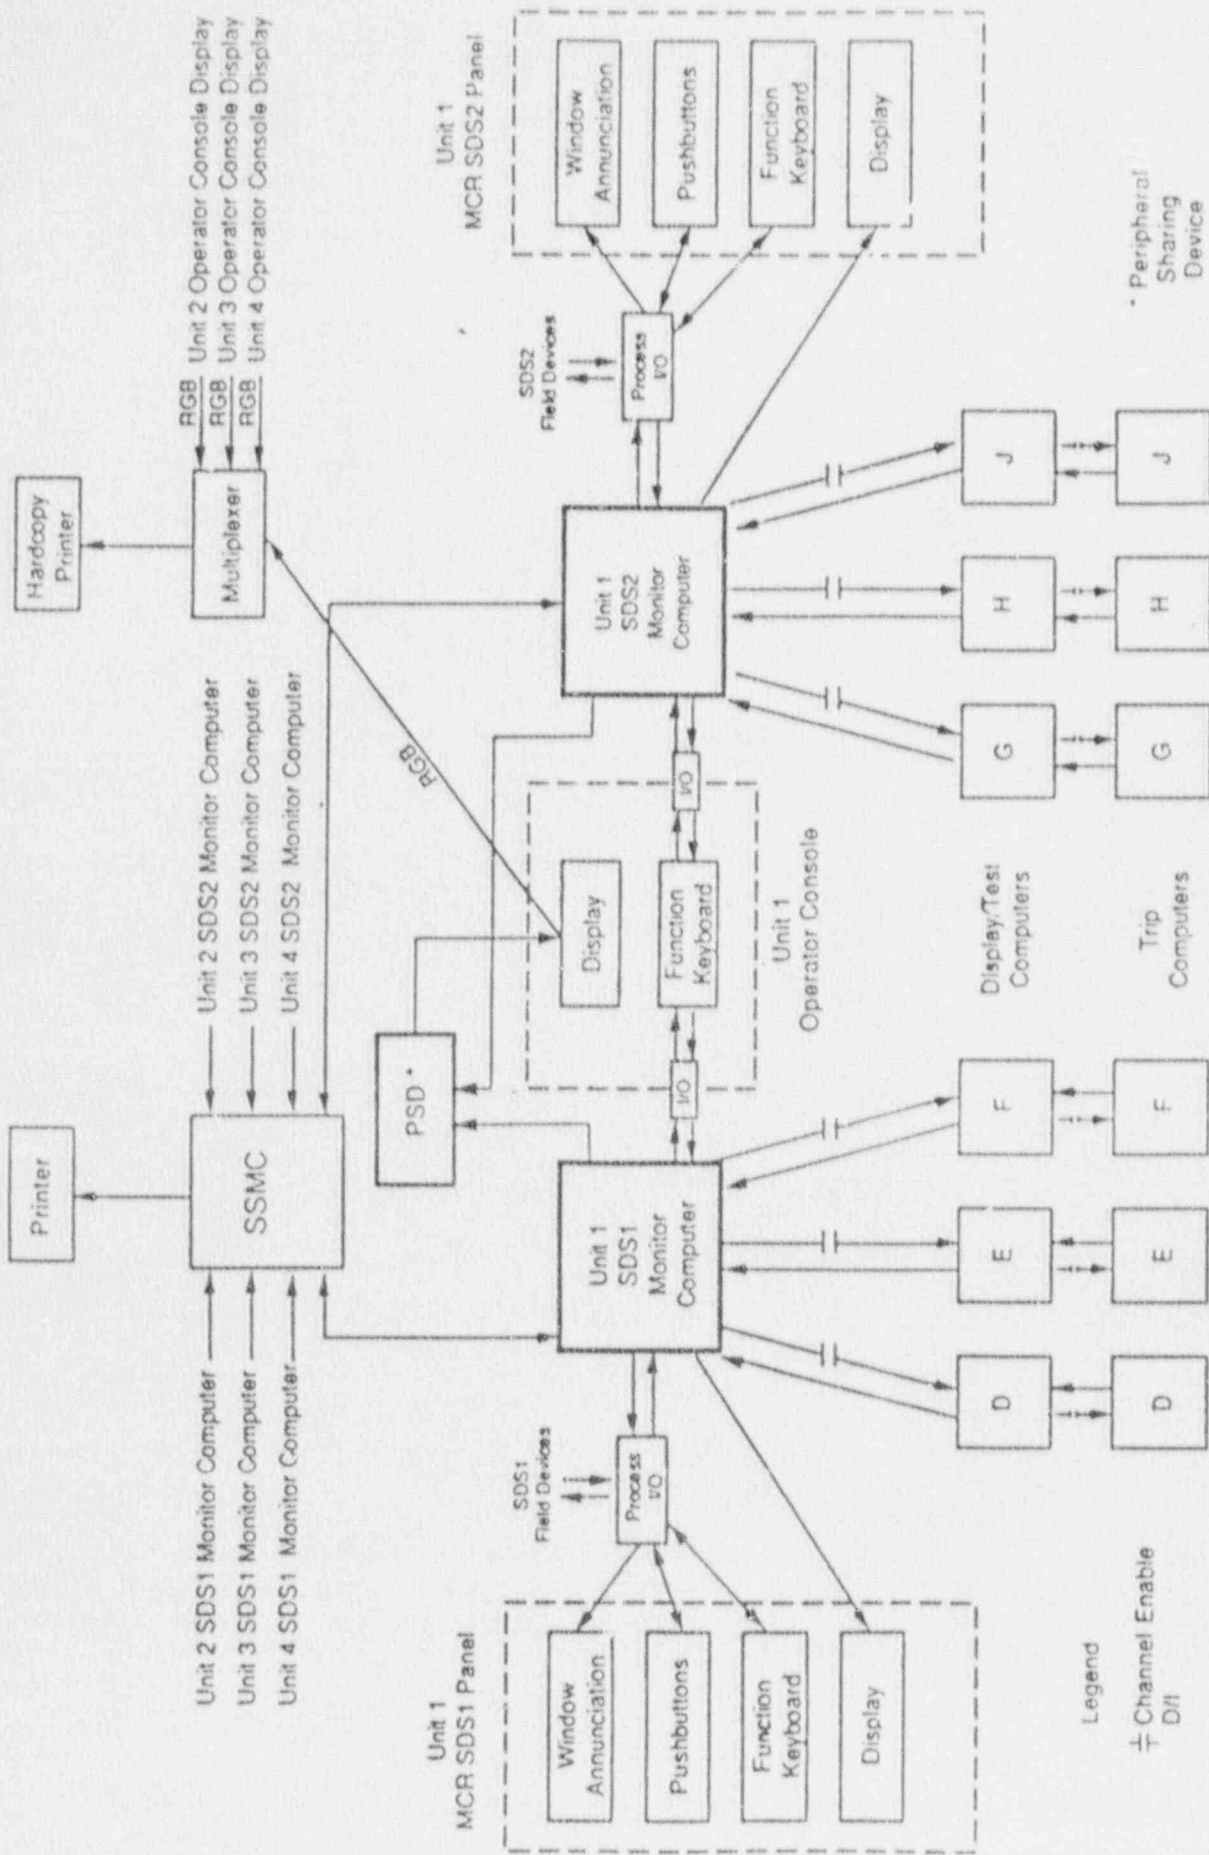 Printer
Hardcopy
Printer
Unit 2 SDS1 Monitor Computer
Unit 3 SDS1 Monitor Computer
Unit 4 SDS1 Monitor Computer
SSMC
Unit 2 SDS2 Monitor Computer
Unit 3 SDS2 Monitor Computer
Unit 4 SDS2 Monitor Computer
Multiplexer
RGB
RGB
RGB
Unit 2 Operator Console Display
Unit 3 Operator Console Display
Unit 4 Operator Console Display
PSD*
RGB
Unit 1
MCR SDS1 Panel
Window
Annunciation
Pushbuttons
Function
Keyboard
Display
SDS1
Field Devices
Process
I/O
Unit 1
SDS1
Monitor
Computer
I/O
Display
Function
Keyboard
I/O
Unit 1
Operator Console
Unit 1
SDS2
Monitor
Computer
SDS2
Field Devices
Process
I/O
Unit 1
MCR SDS2 Panel
Window
Annunciation
Pushbuttons
Function
Keyboard
Display
D
E
F
Display/Test
Computers
G
H
J
D
E
F
Trip
Computers
G
H
J
Legend
Channel Enable
D/I
* Peripheral
Sharing
Device